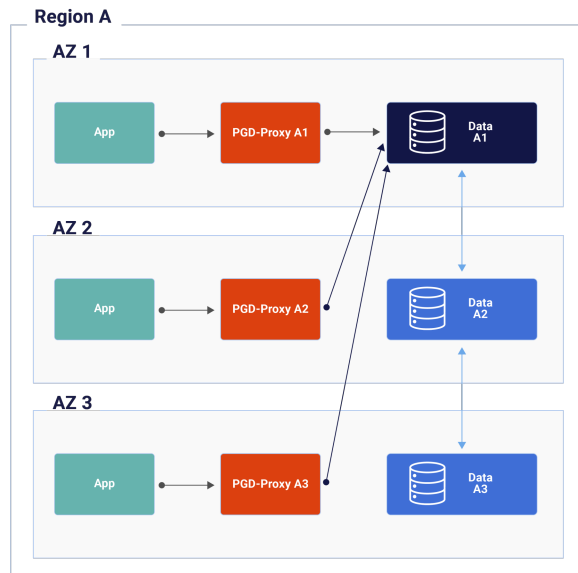 Region A
AZ 1
App
PGD-Proxy A1
Data
A1
AZ 2
App
PGD-Proxy A2
Data
A2
AZ 3
App
PGD-Proxy A3
Data
A3